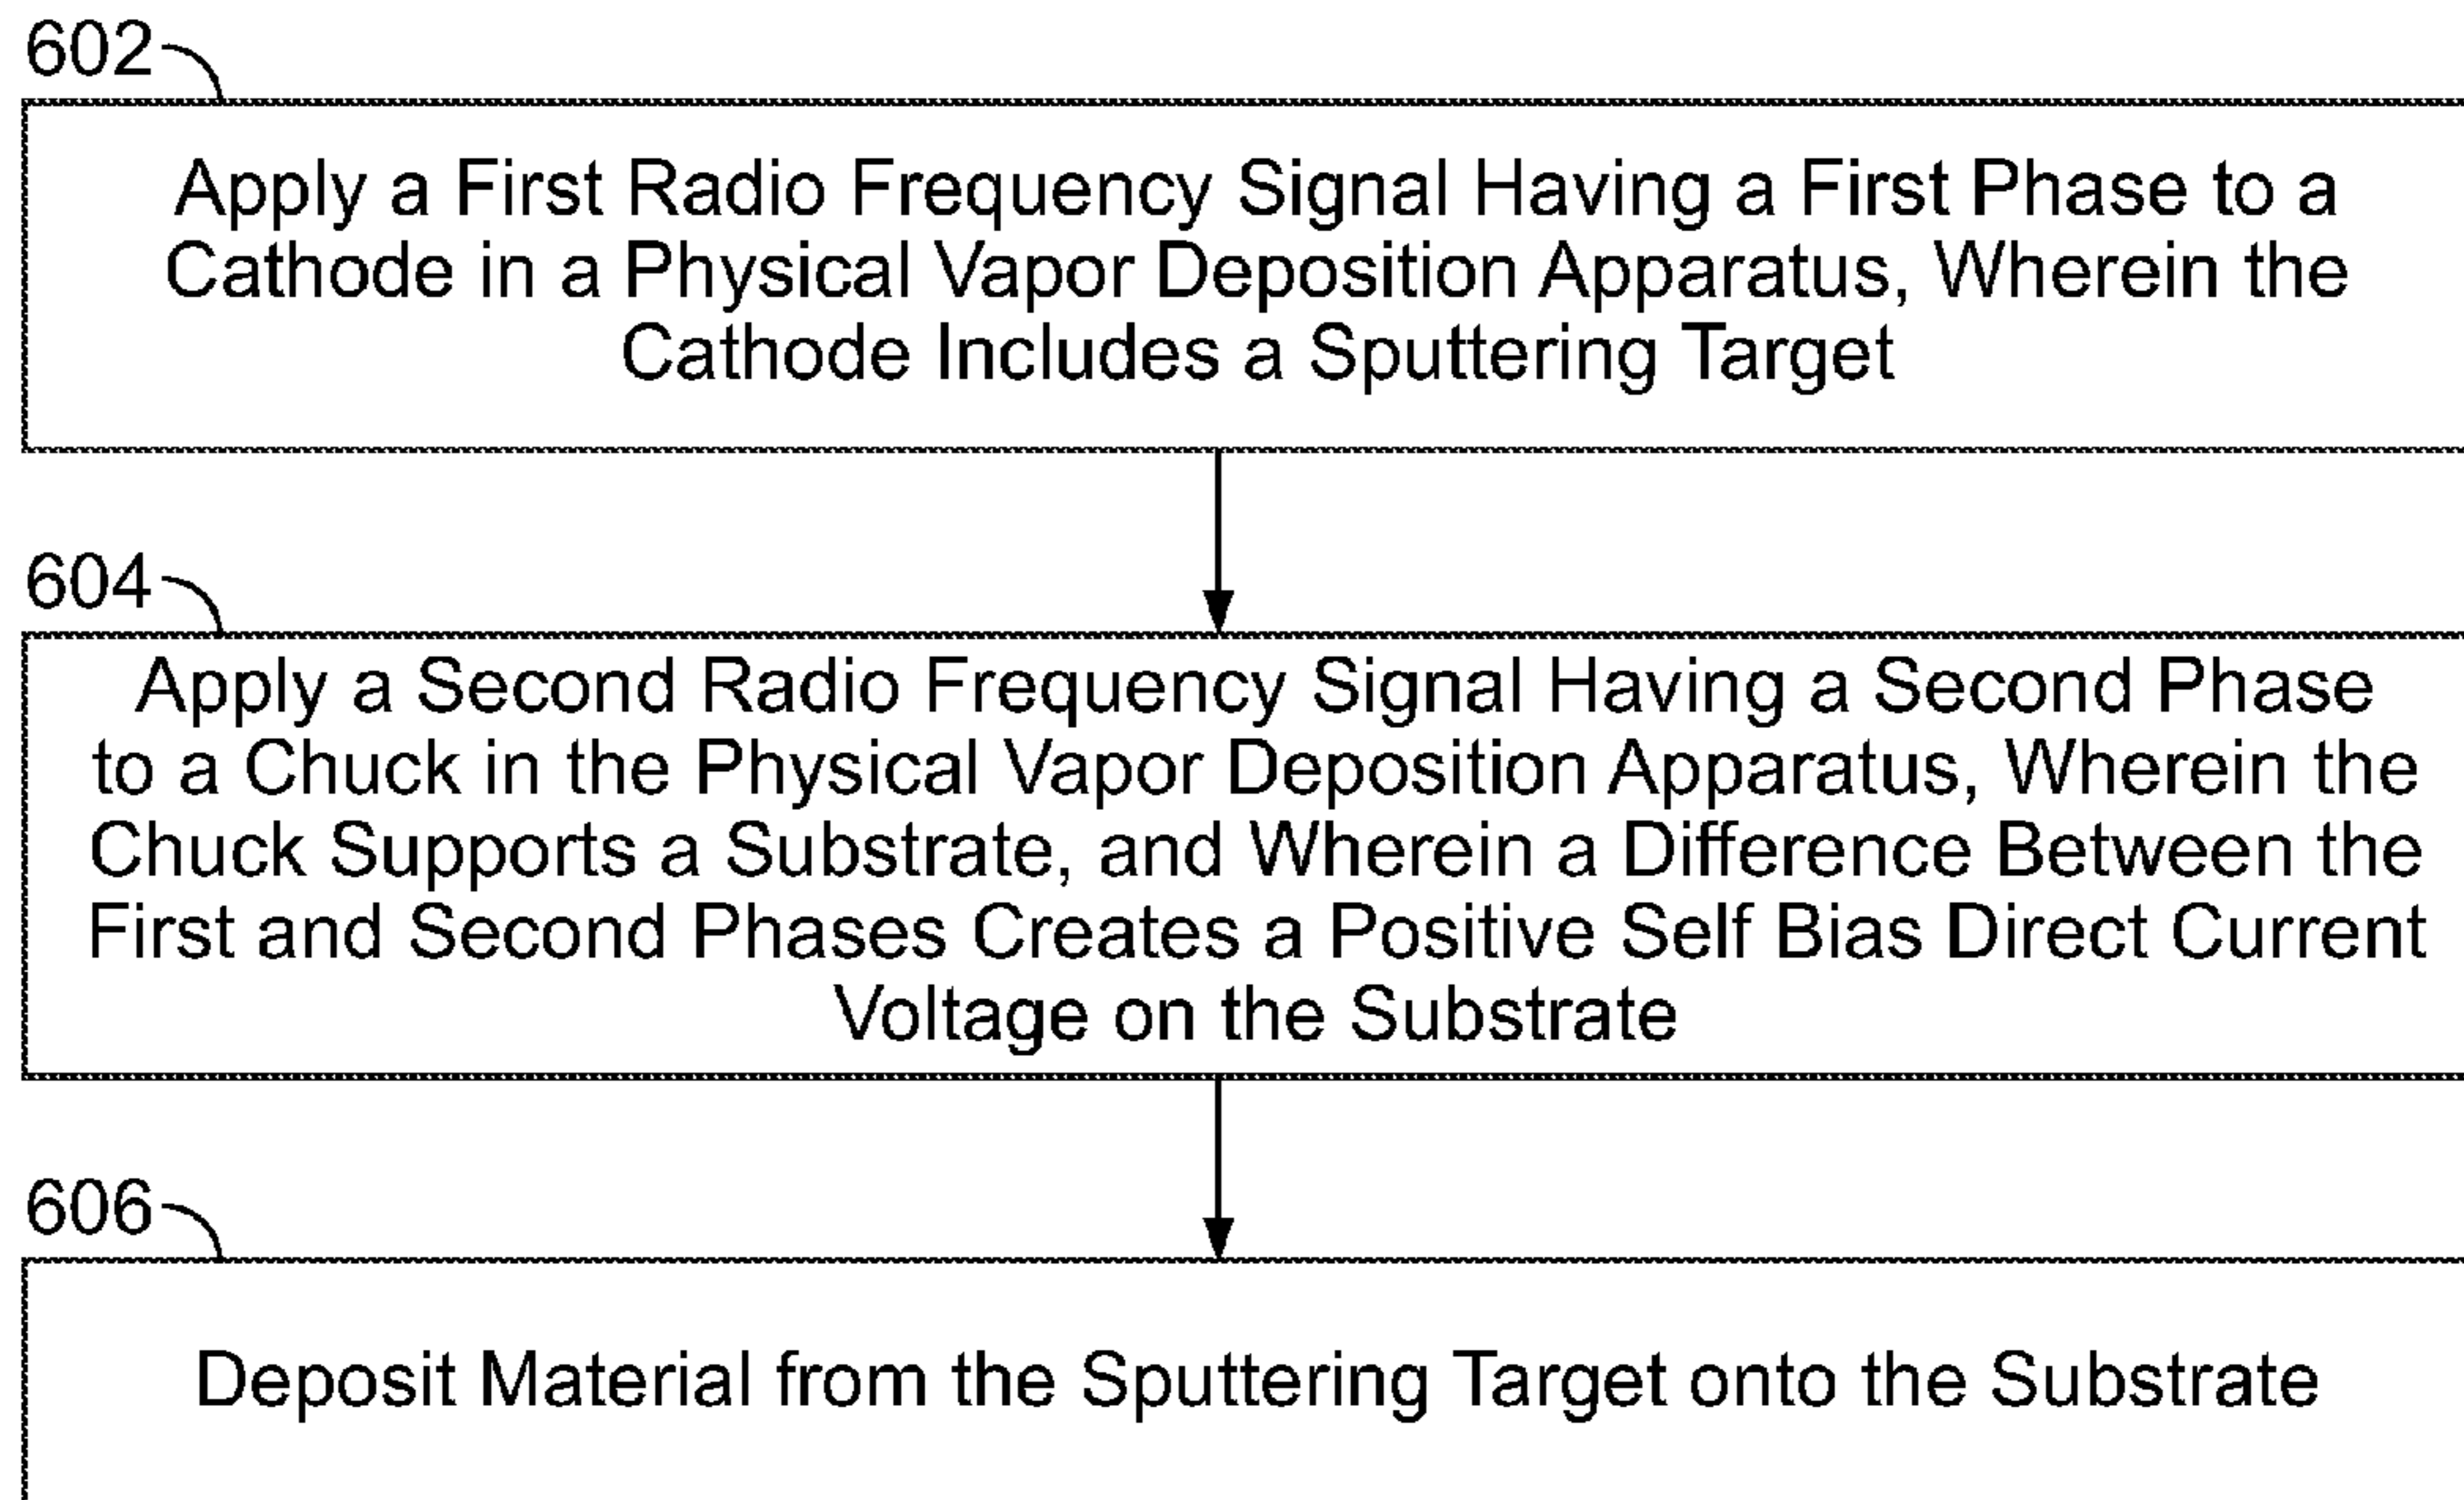 602
Apply a First Radio Frequency Signal Having a First Phase to a
Cathode in a Physical Vapor Deposition Apparatus, Wherein the
Cathode Includes a Sputtering Target
604
Apply a Second Radio Frequency Signal Having a Second Phase
to a Chuck in the Physical Vapor Deposition Apparatus, Wherein the
Chuck Supports a Substrate, and Wherein a Difference Between the
First and Second Phases Creates a Positive Self Bias Direct Current
Voltage on the Substrate
606
Deposit Material from the Sputtering Target onto the Substrate